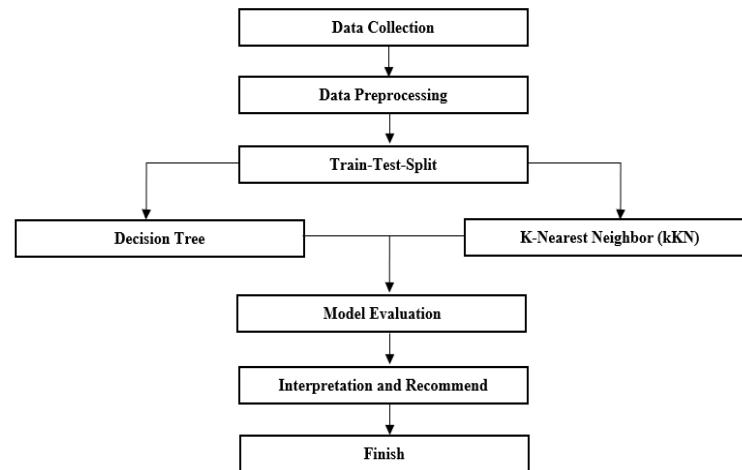 Data Collection
Data Preprocessing
Train-Test-Split
Decision Tree
K-Nearest Neighbor (kKN)
Model Evaluation
Interpretation and Recommend
Finish